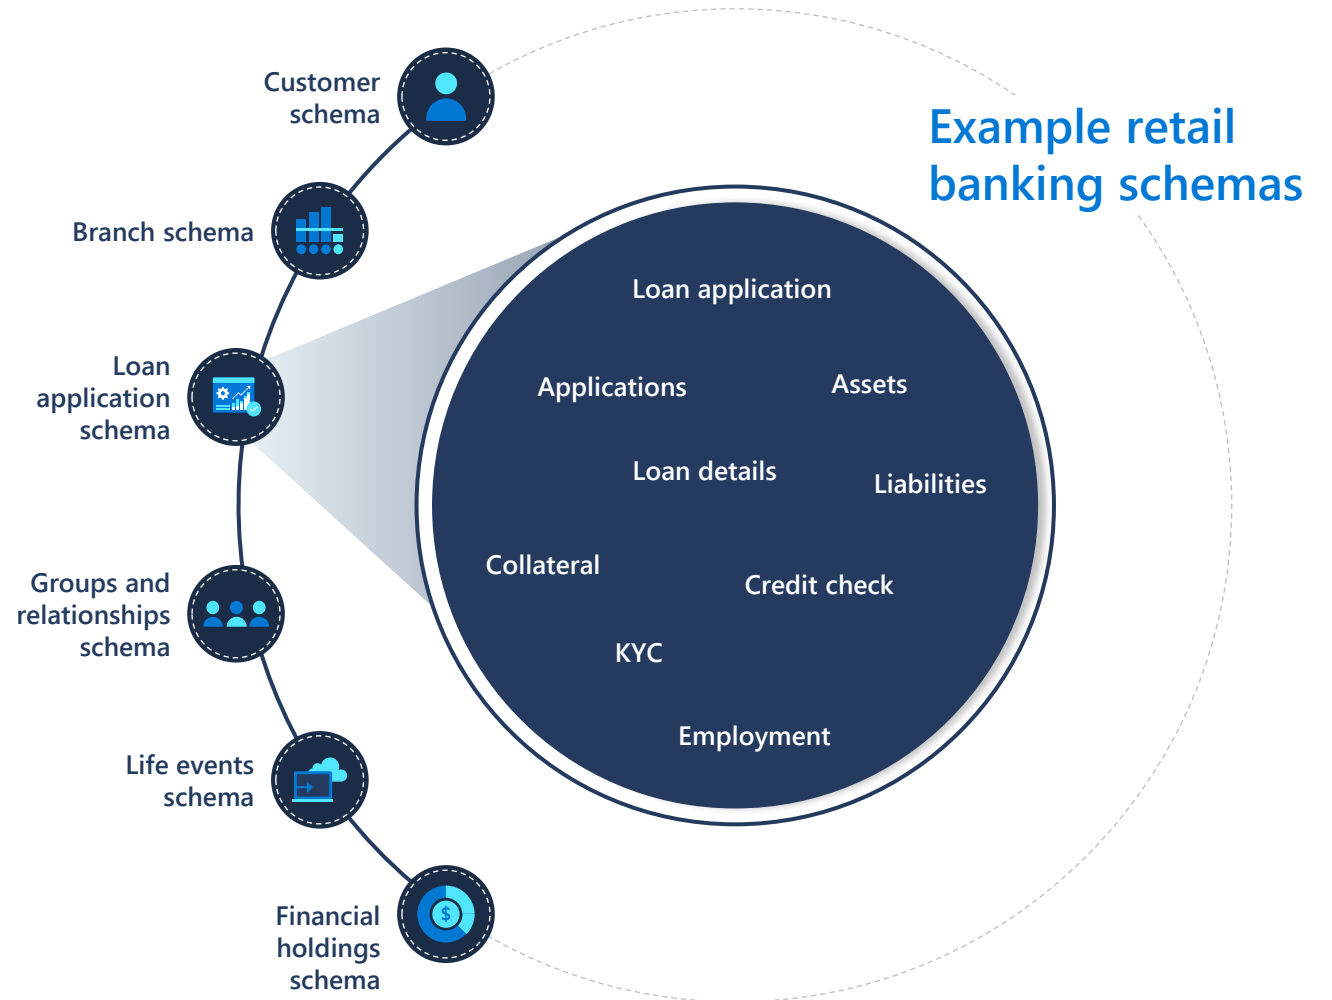 Example retail
banking schemas
Customer
schema
Branch schema
Loan
application
schema
Groups and
relationships
schema
Life events
schema
Financial
holdings
schema
$
Loan application
Applications
Assets
Loan details
Liabilities
Collateral
Credit check
KYC
Employment